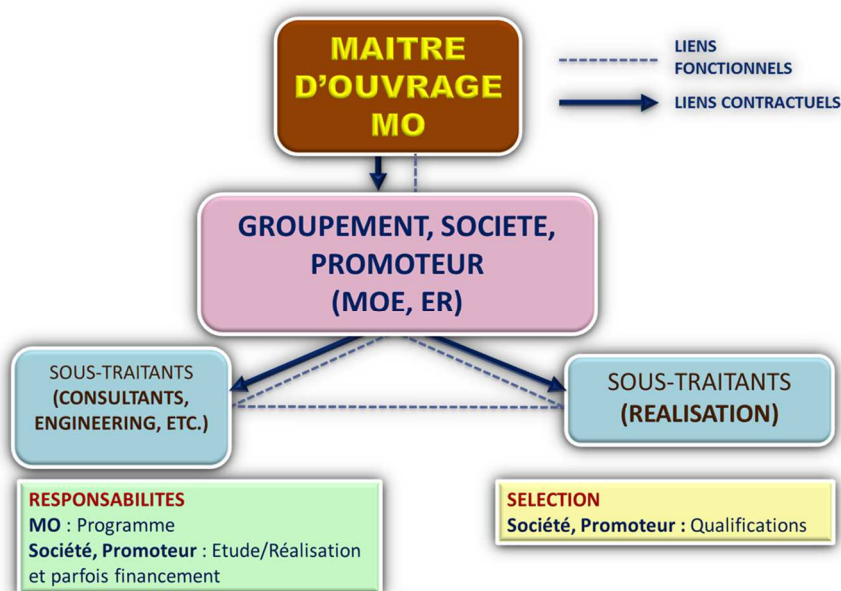 MAITRE
D'OUVRAGE
MO
LIENS
FONCTIONNELS
LIENS CONTRACTUELS
GROUPEMENT, SOCIETE,
PROMOTEUR
(MOE, ER)
SOUS-TRAITANTS
(CONSULTANTS,
ENGINEERING, ETC.)
SOUS-TRAITANTS
(REALISATION)
RESPONSABILITES
MO : Programme
Société, Promoteur : Etude/Réalisation
et parfois financement
SELECTION
Société, Promoteur : Qualifications